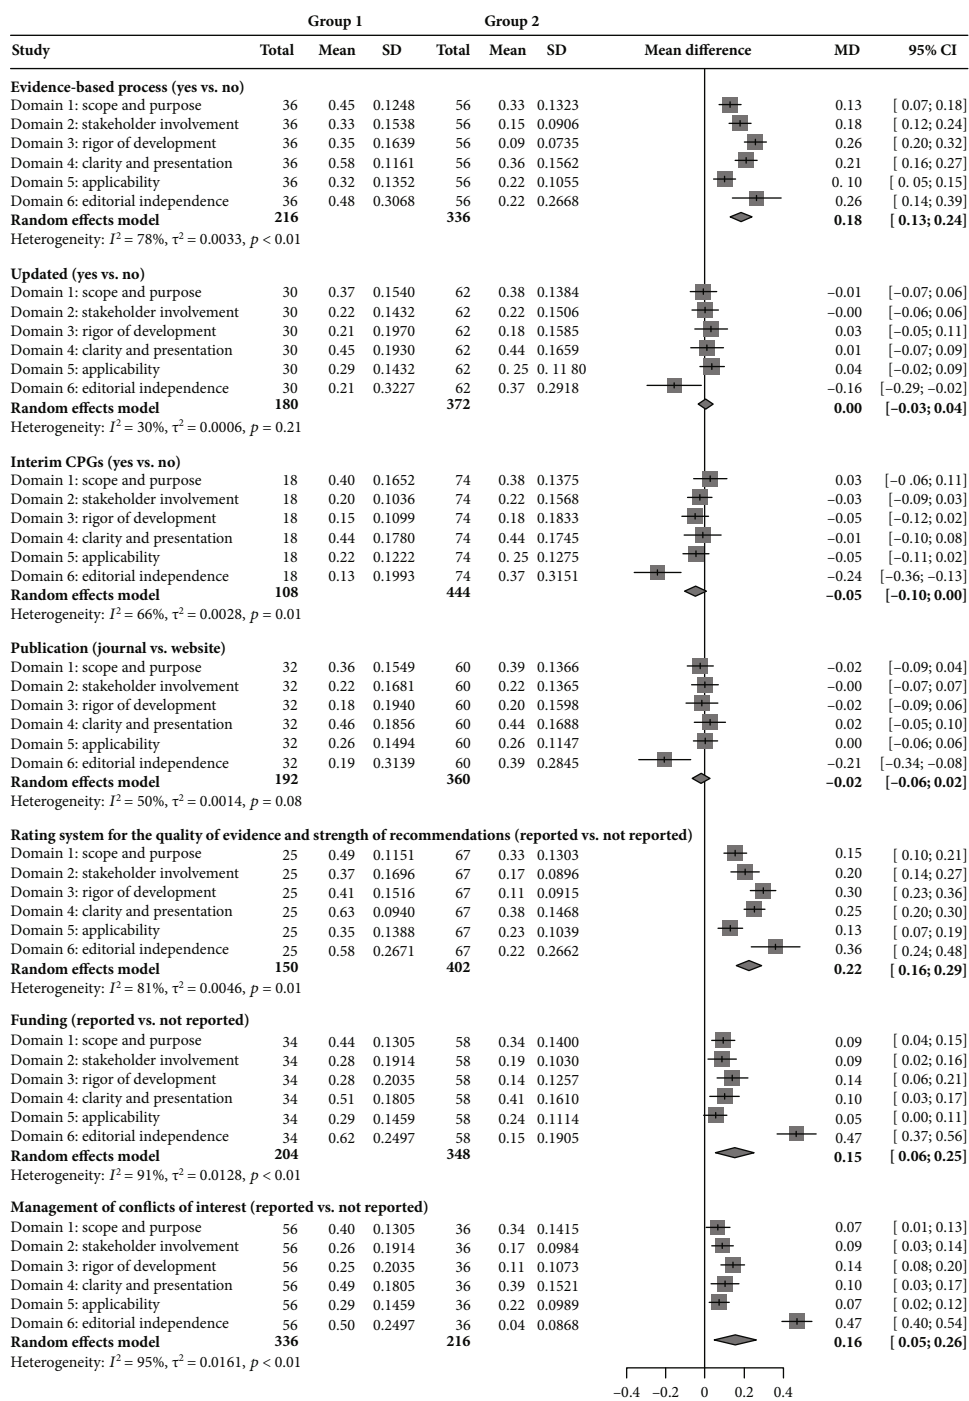 Group 1 Group 2
Study Total Mean SD Total Mean SD Mean difference MD 95% CI
Evidence-based process (yes vs. no)
Domain 1: scope and purpose 36 0.45 0.1248 56 0.33 0.1323 0.13 [ 0.07; 0.18]
Domain 2: stakeholder involvement 36 0.33 0.1538 56 0.15 0.0906 0.18 [ 0.12; 0.24]
Domain 3: rigor of development 36 0.35 0.1639 56 0.09 0.0735 0.26 [ 0.20; 0.32]
Domain 4: clarity and presentation 36 0.58 0.1161 56 0.36 0.1562 0.21 [ 0.16; 0.27]
Domain 5: applicability 36 0.32 0.1352 56 0.22 0.1055 0. 10 [ 0.05; 0.15]
Domain 6: editorial independence 36 0.48 0.3068 56 0.22 0.2668 0.26 [ 0.14; 0.39]
Random effects model 216 336 0.18 [ 0.13; 0.24]
Heterogeneity: I² = 78%, τ² = 0.0033, p < 0.01
Updated (yes vs. no)
Domain 1: scope and purpose 30 0.37 0.1540 62 0.38 0.1384 –0.01 [–0.07; 0.06]
Domain 2: stakeholder involvement 30 0.22 0.1432 62 0.22 0.1506 –0.00 [–0.06; 0.06]
Domain 3: rigor of development 30 0.21 0.1970 62 0.18 0.1585 0.03 [–0.05; 0.11]
Domain 4: clarity and presentation 30 0.45 0.1930 62 0.44 0.1659 0.01 [–0.07; 0.09]
Domain 5: applicability 30 0.29 0.1432 62 0. 25 0. 11 80 0.04 [–0.02; 0.09]
Domain 6: editorial independence 30 0.21 0.3227 62 0.37 0.2918 –0.16 [–0.29; –0.02]
Random effects model 180 372 0.00 [–0.03; 0.04]
Heterogeneity: I² = 30%, τ² = 0.0006, p = 0.21
Interim CPGs (yes vs. no)
Domain 1: scope and purpose 18 0.40 0.1652 74 0.38 0.1375 0.03 [–0 .06; 0.11]
Domain 2: stakeholder involvement 18 0.20 0.1036 74 0.22 0.1568 –0.03 [–0.09; 0.03]
Domain 3: rigor of development 18 0.15 0.1099 74 0.18 0.1833 –0.05 [–0.12; 0.02]
Domain 4: clarity and presentation 18 0.44 0.1780 74 0.44 0.1745 –0.01 [–0.10; 0.08]
Domain 5: applicability 18 0.22 0.1222 74 0. 25 0.1275 –0.05 [–0.11; 0.02]
Domain 6: editorial independence 18 0.13 0.1993 74 0.37 0.3151 –0.24 [–0.36; –0.13]
Random effects model 108 444 –0.05 [–0.10; 0.00]
Heterogeneity: I² = 66%, τ² = 0.0028, p = 0.01
Publication (journal vs. website)
Domain 1: scope and purpose 32 0.36 0.1549 60 0.39 0.1366 –0.02 [–0.09; 0.04]
Domain 2: stakeholder involvement 32 0.22 0.1681 60 0.22 0.1365 –0.00 [–0.07; 0.07]
Domain 3: rigor of development 32 0.18 0.1940 60 0.20 0.1598 –0.02 [–0.09; 0.06]
Domain 4: clarity and presentation 32 0.46 0.1856 60 0.44 0.1688 0.02 [–0.05; 0.10]
Domain 5: applicability 32 0.26 0.1494 60 0.26 0.1147 0.00 [–0.06; 0.06]
Domain 6: editorial independence 32 0.19 0.3139 60 0.39 0.2845 –0.21 [–0.34; –0.08]
Random effects model 192 360 –0.02 [–0.06; 0.02]
Heterogeneity: I² = 50%, τ² = 0.0014, p = 0.08
Rating system for the quality of evidence and strength of recommendations (reported vs. not reported)
Domain 1: scope and purpose 25 0.49 0.1151 67 0.33 0.1303 0.15 [ 0.10; 0.21]
Domain 2: stakeholder involvement 25 0.37 0.1696 67 0.17 0.0896 0.20 [ 0.14; 0.27]
Domain 3: rigor of development 25 0.41 0.1516 67 0.11 0.0915 0.30 [ 0.23; 0.36]
Domain 4: clarity and presentation 25 0.63 0.0940 67 0.38 0.1468 0.25 [ 0.20; 0.30]
Domain 5: applicability 25 0.35 0.1388 67 0.23 0.1039 0.13 [ 0.07; 0.19]
Domain 6: editorial independence 25 0.58 0.2671 67 0.22 0.2662 0.36 [ 0.24; 0.48]
Random effects model 150 402 0.22 [ 0.16; 0.29]
Heterogeneity: I² = 81%, τ² = 0.0046, p = 0.01
Funding (reported vs. not reported)
Domain 1: scope and purpose 34 0.44 0.1305 58 0.34 0.1400 0.09 [ 0.04; 0.15]
Domain 2: stakeholder involvement 34 0.28 0.1914 58 0.19 0.1030 0.09 [ 0.02; 0.16]
Domain 3: rigor of development 34 0.28 0.2035 58 0.14 0.1257 0.14 [ 0.06; 0.21]
Domain 4: clarity and presentation 34 0.51 0.1805 58 0.41 0.1610 0.10 [ 0.03; 0.17]
Domain 5: applicability 34 0.29 0.1459 58 0.24 0.1114 0.05 [ 0.00; 0.11]
Domain 6: editorial independence 34 0.62 0.2497 58 0.15 0.1905 0.47 [ 0.37; 0.56]
Random effects model 204 348 0.15 [ 0.06; 0.25]
Heterogeneity: I² = 91%, τ² = 0.0128, p < 0.01
Management of conflicts of interest (reported vs. not reported)
Domain 1: scope and purpose 56 0.40 0.1305 36 0.34 0.1415 0.07 [ 0.01; 0.13]
Domain 2: stakeholder involvement 56 0.26 0.1914 36 0.17 0.0984 0.09 [ 0.03; 0.14]
Domain 3: rigor of development 56 0.25 0.2035 36 0.11 0.1073 0.14 [ 0.08; 0.20]
Domain 4: clarity and presentation 56 0.49 0.1805 36 0.39 0.1521 0.10 [ 0.03; 0.17]
Domain 5: applicability 56 0.29 0.1459 36 0.22 0.0989 0.07 [ 0.02; 0.12]
Domain 6: editorial independence 56 0.50 0.2497 36 0.04 0.0868 0.47 [ 0.40; 0.54]
Random effects model 336 216 0.16 [ 0.05; 0.26]
Heterogeneity: I² = 95%, τ² = 0.0161, p < 0.01
–0.4 –0.2 0 0.2 0.4